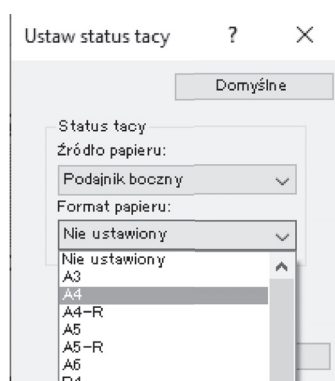 Ustaw status tacy ? ×
Domyślne
Status tacy
Źródło papieru:
Podajnik boczny
Format papieru:
Nie ustawiony
Nie ustawiony
A3
A4
A4-R
A5
A5-R
A6